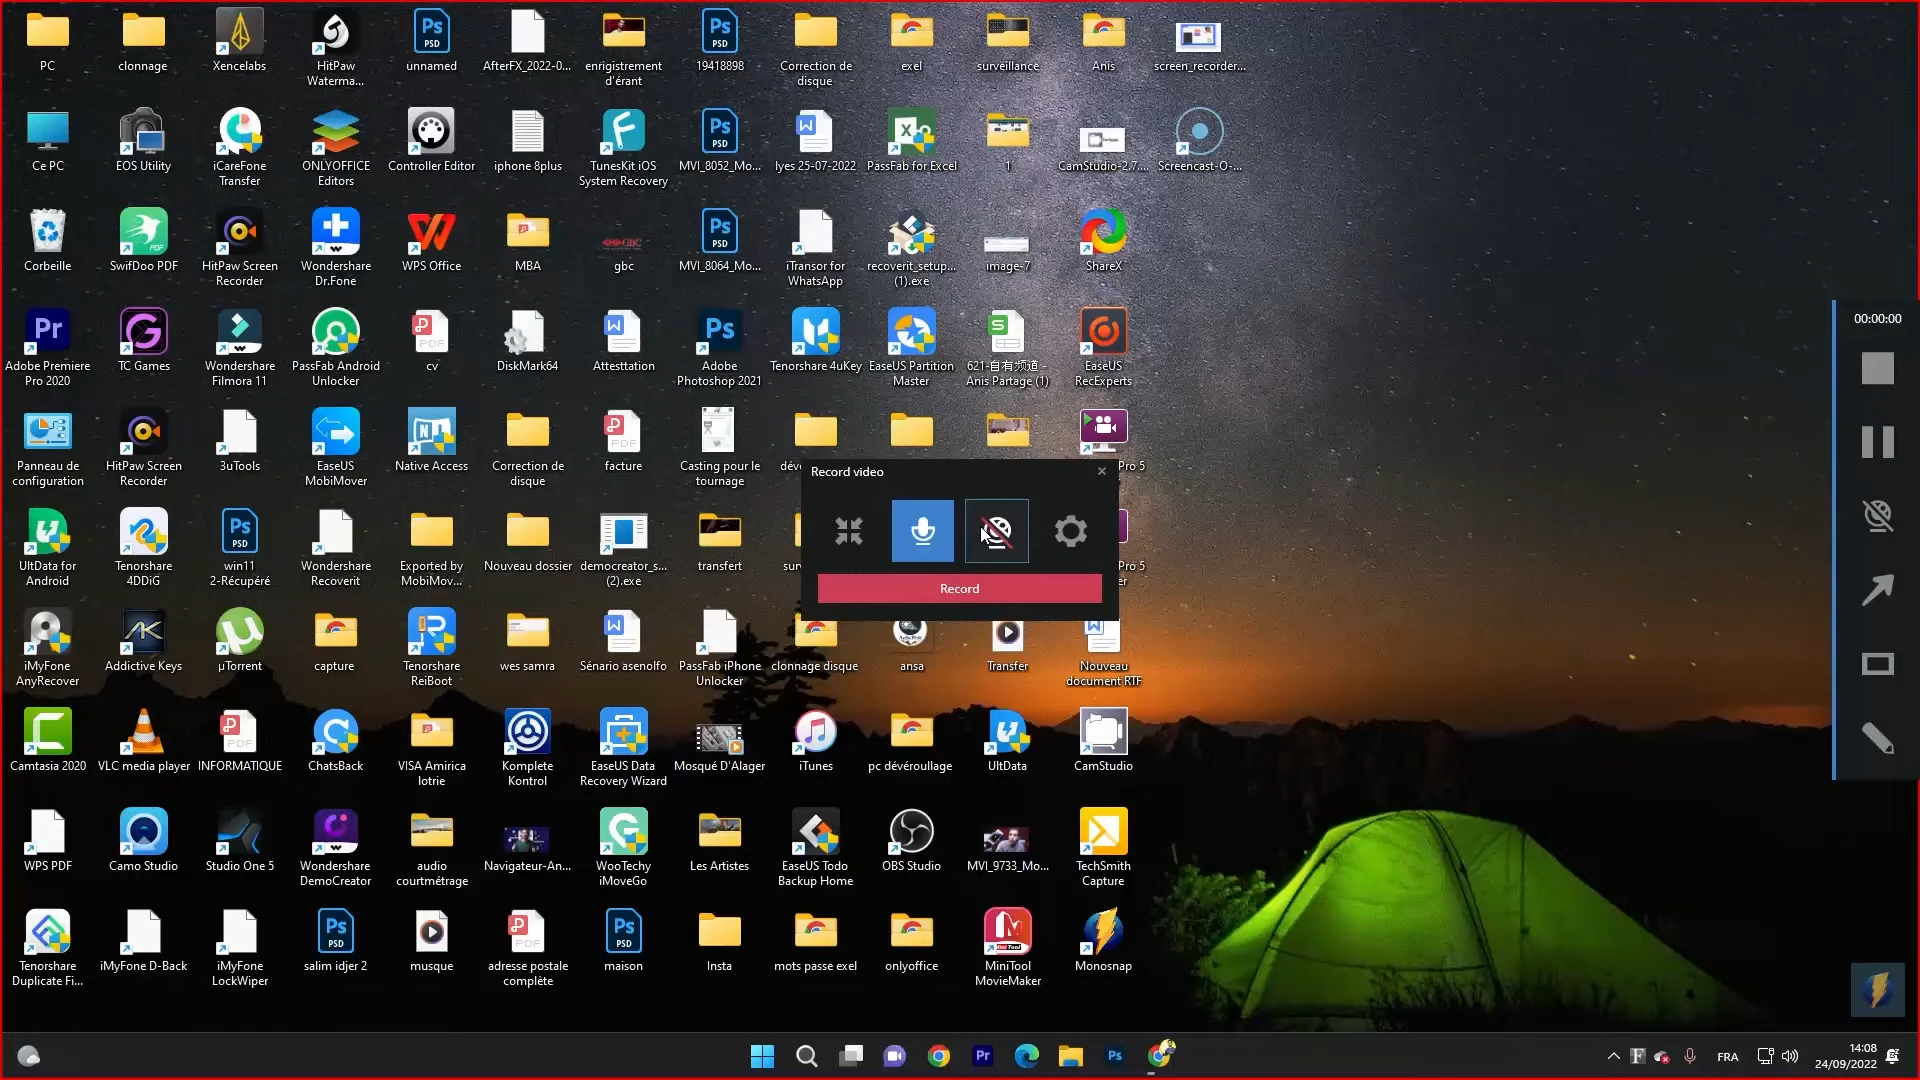 PC
clonnage
Xencelabs
HitPaw
Waterma...
unnamed
AfterFX_2022-0...
enrigistrement
d'érant
19418898
Correction de
disque
exel
surveillance
Anis
screen_recorder...
Ce PC
EOS Utility
iCareFone
Transfer
ONLYOFFICE
Editors
Controller Editor
iphone 8plus
TunesKit iOS
System Recovery
MVI_8052_Mo...
lyes 25-07-2022
PassFab for Excel
1
CamStudio-2.7....
Screencast-O-...
Corbeille
SwifDoo PDF
HitPaw Screen
Recorder
Wondershare
Dr.Fone
WPS Office
MBA
gbc
MVI_8064_Mo...
iTransor for
WhatsApp
recoverit_setup...
(1).exe
image-7
ShareX
Adobe Premiere
Pro 2020
TC Games
Wondershare
Filmora 11
PassFab Android
Unlocker
cv
DiskMark64
Attesttation
Adobe
Photoshop 2021
Tenorshare 4uKey
EaseUS Partition
Master
621-自有频道 -
Anis Partage (1)
EaseUS
RecExperts
00:00:00
Panneau de
configuration
HitPaw Screen
Recorder
3uTools
EaseUS
MobiMover
Native Access
Correction de
disque
facture
Casting pour le
tournage
dév
Pro 5
Record video
Record
UltData for
Android
Tenorshare
4DDiG
win11
2-Récupéré
Wondershare
Recoverit
Exported by
MobiMov...
Nouveau dossier
democreator_s...
(2).exe
transfert
sur
Pro 5
er
iMyFone
AnyRecover
Addictive Keys
µTorrent
capture
Tenorshare
ReiBoot
wes samra
Sénario asenolfo
PassFab iPhone
Unlocker
clonnage disque
ansa
Transfer
Nouveau
document RTF
Camtasia 2020
VLC media player
INFORMATIQUE
ChatsBack
VISA Amirica
lotrie
Komplete
Kontrol
EaseUS Data
Recovery Wizard
Mosqué D'Alager
iTunes
pc dévéroullage
UltData
CamStudio
WPS PDF
Camo Studio
Studio One 5
Wondershare
DemoCreator
audio
courtmétrage
Navigateur-An...
WooTechy
iMoveGo
Les Artistes
EaseUS Todo
Backup Home
OBS Studio
MVI_9733_Mo...
TechSmith
Capture
Tenorshare
Duplicate Fi...
iMyFone D-Back
iMyFone
LockWiper
salim idjer 2
musque
adresse postale
complète
maison
Insta
mots passe exel
onlyoffice
MiniTool
MovieMaker
Monosnap
FRA
14:08
24/09/2022